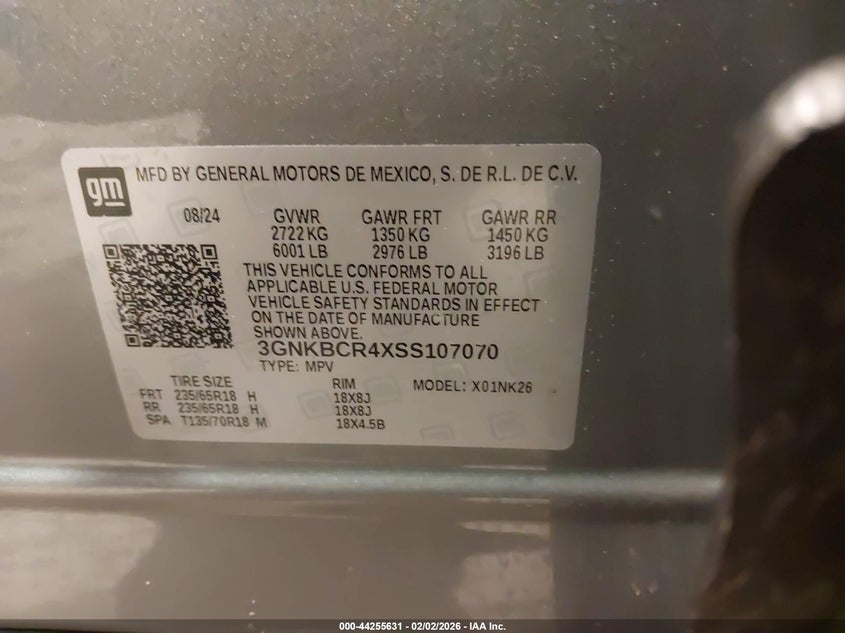 gm
MFD BY GENERAL MOTORS DE MEXICO, S. DE R.L. DE C.V.
08/24 GVWR GAWR FRT GAWR RR
2722 KG 1350 KG 1450 KG
6001 LB 2976 LB 3196 LB
THIS VEHICLE CONFORMS TO ALL
APPLICABLE U.S. FEDERAL MOTOR
VEHICLE SAFETY STANDARDS IN EFFECT
ON THE DATE OF MANUFACTURE
SHOWN ABOVE.
3GNKBCR4XSS107070
TYPE: MPV
TIRE SIZE RIM MODEL: X01NK26
FRT 235/65R18 H 18X8J
RR 235/65R18 H 18X8J
SPA T135/70R18 M 18X4.5B
000-44255631 - 02/02/2026 - IAA Inc.